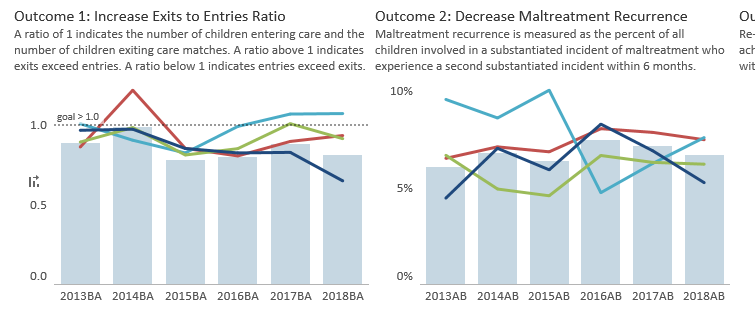 Outcome 1: Increase Exits to Entries Ratio
A ratio of 1 indicates the number of children entering care and the
number of children exiting care matches. A ratio above 1 indicates
exits exceed entries. A ratio below 1 indicates entries exceed exits.
goal > 1.0
1.0
0.5
0.0
2013BA 2014BA 2015BA 2016BA 2017BA 2018BA
Outcome 2: Decrease Maltreatment Recurrence
Maltreatment recurrence is measured as the percent of all
children involved in a substantiated incident of maltreatment who
experience a second substantiated incident within 6 months.
10%
5%
0%
2013AB 2014AB 2015AB 2016AB 2017AB 2018AB
Ou
Re-
ach
wit